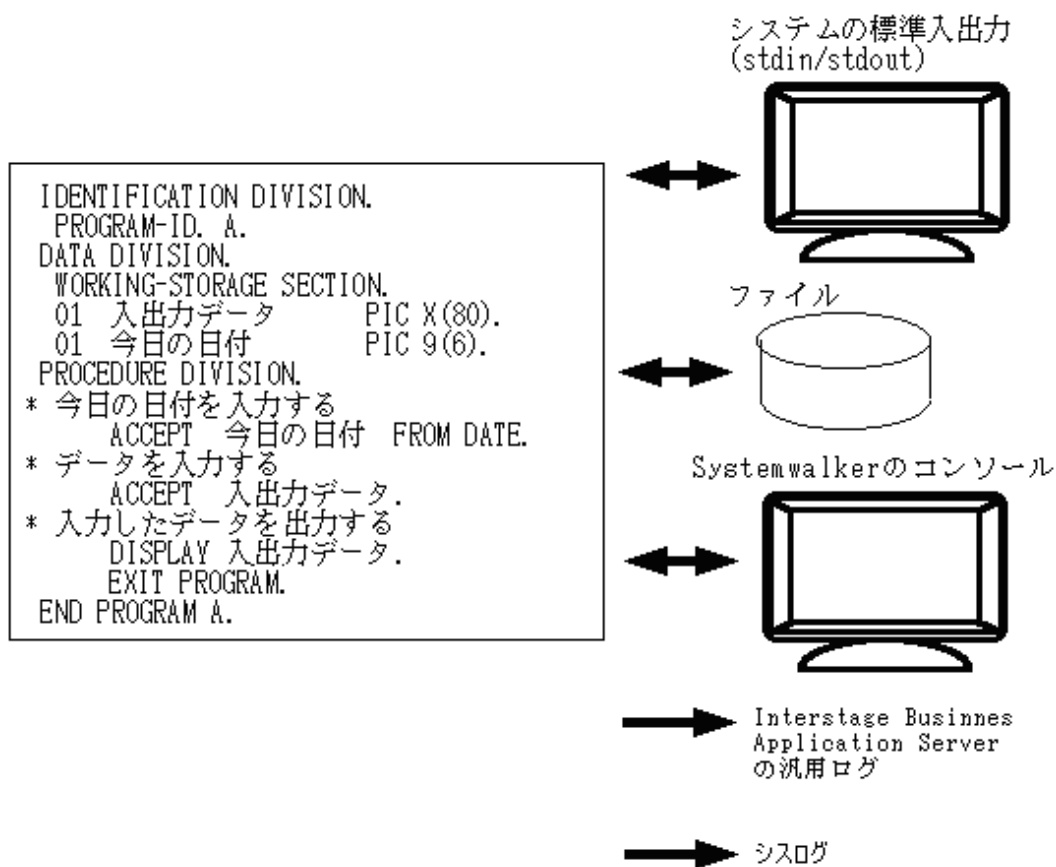 システムの標準入出力
(stdin/stdout)
IDENTIFICATION DIVISION.
PROGRAM-ID. A.
DATA DIVISION.
WORKING-STORAGE SECTION.
01 入出力データ PIC X(80).
01 今日の日付 PIC 9(6).
PROCEDURE DIVISION.
* 今日の日付を入力する
ACCEPT 今日の日付 FROM DATE.
* データを入力する
ACCEPT 入出力データ.
* 入力したデータを出力する
DISPLAY 入出力データ.
EXIT PROGRAM.
END PROGRAM A.
ファイル
Systemwalkerのコンソール
Interstage Businnes
Application Server
の汎用ログ
シスログ